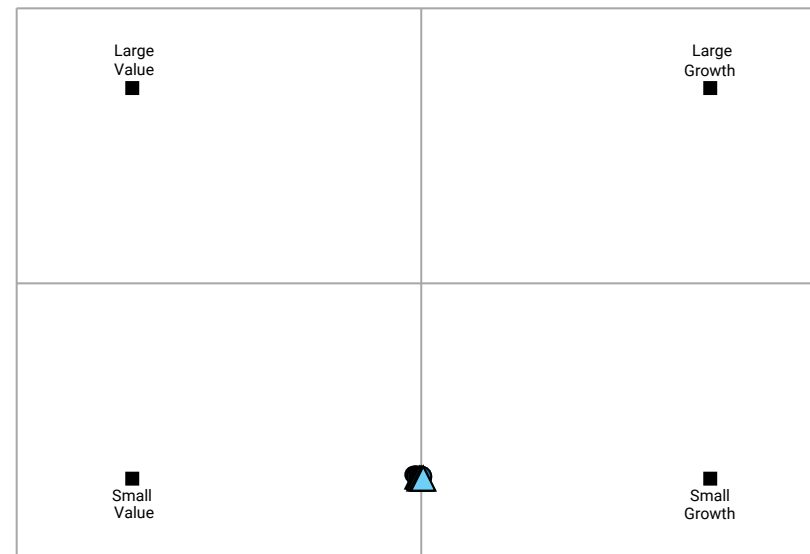 Large
Value
Large
Growth
Small
Value
Small
Growth